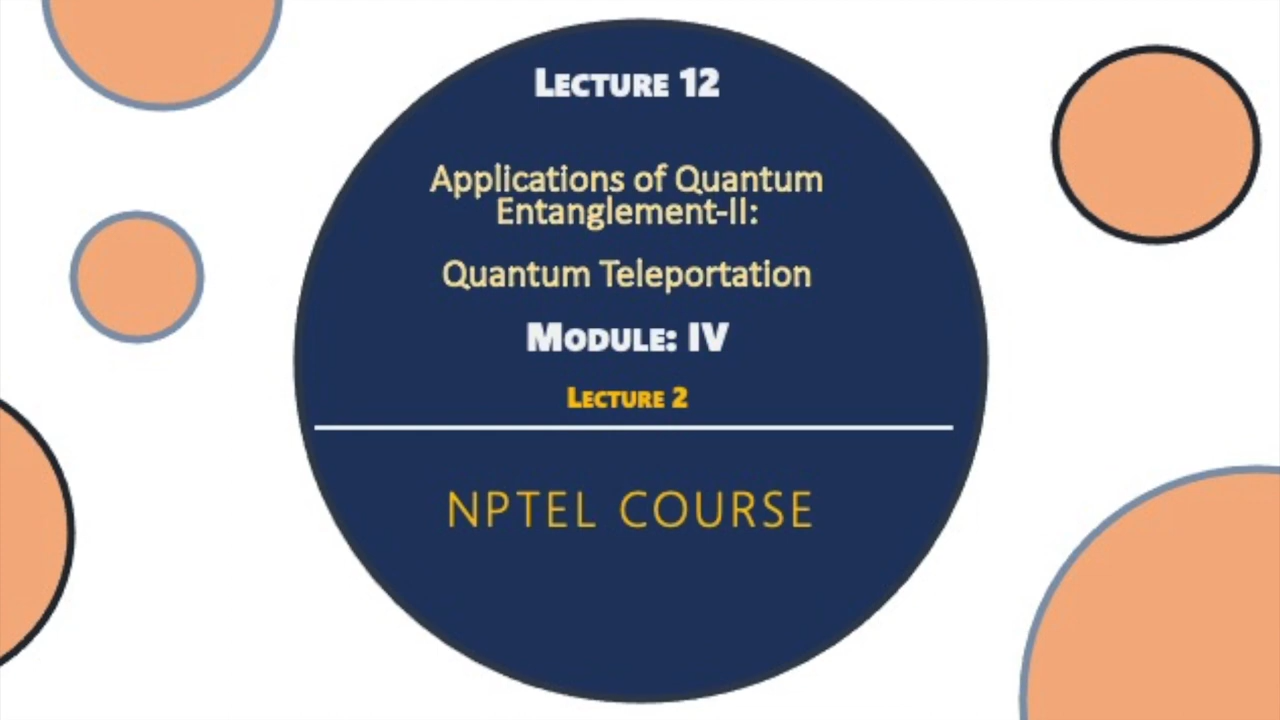 Lecture 12
Applications of Quantum
Entanglement-II:
Quantum Teleportation
Module: IV
Lecture 2
NPTEL COURSE